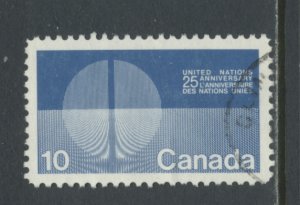 UNITED NATIONS
25 ANNIVERSARY
L'ANNIVERSAIRE
DES NATIONS UNIES
10 Canada